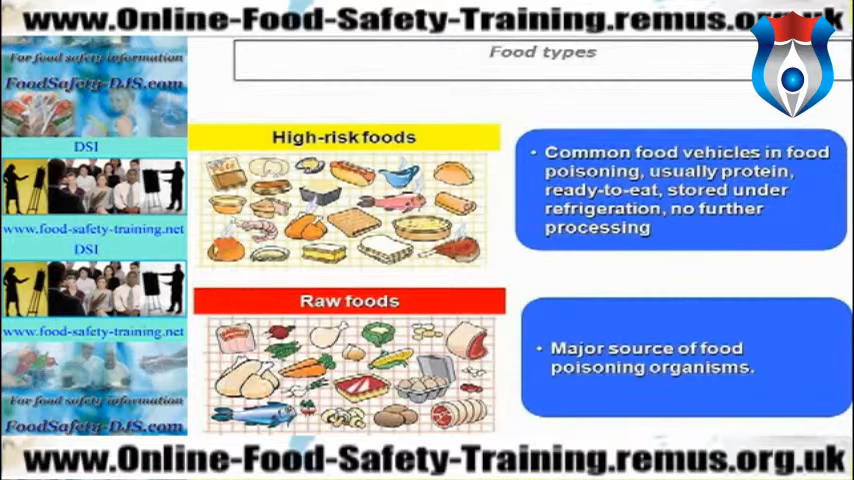 www.Online-Food-Safety-Training.remus.org.uk
For food safety information
FoodSafety-DJS.com
Food types
DSI
www.food-safety-training.net
DSI
www.food-safety-training.net
For food safety information
FoodSafety-DJS.com
High-risk foods
• Common food vehicles in food
poisoning, usually protein,
ready-to-eat, stored under
refrigeration, no further
processing
Raw foods
• Major source of food
poisoning organisms.
www.Online-Food-Safety-Training.remus.org.uk